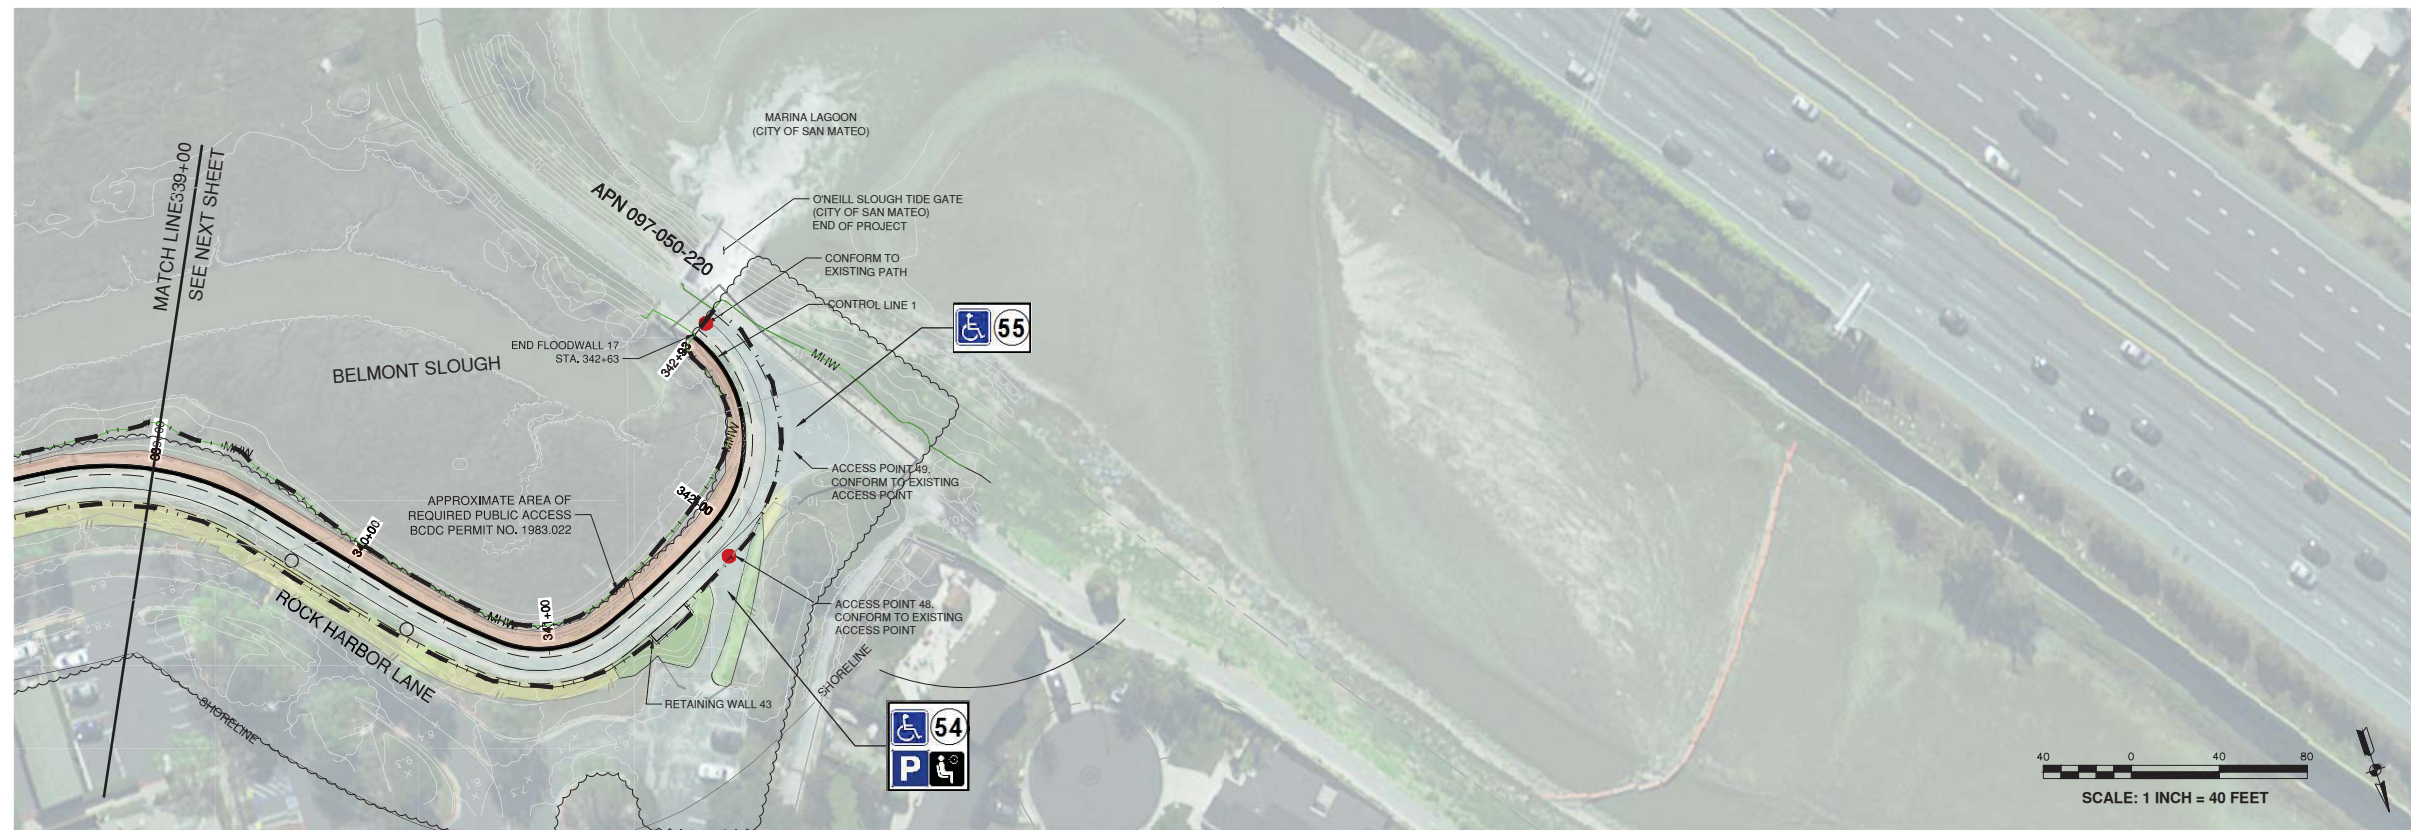 MATCH LINE339+00
SEE NEXT SHEET
MARINA LAGOON
(CITY OF SAN MATEO)
APN 097-050-220
O'NEILL SLOUGH TIDE GATE
(CITY OF SAN MATEO)
END OF PROJECT
CONFORM TO
EXISTING PATH
CONTROL LINE 1
55
END FLOODWALL 17
STA. 342+63
342+93
MHW
BELMONT SLOUGH
MHW
MHW
ACCESS POINT 49.
CONFORM TO EXISTING
ACCESS POINT
APPROXIMATE AREA OF
REQUIRED PUBLIC ACCESS
BCDC PERMIT NO. 1983.022
342+00
340+00
341+00
MHW
ROCK HARBOR LANE
ACCESS POINT 48.
CONFORM TO EXISTING
ACCESS POINT
SHORELINE
RETAINING WALL 43
SHORELINE
54
P
40 0 40 80
SCALE: 1 INCH = 40 FEET